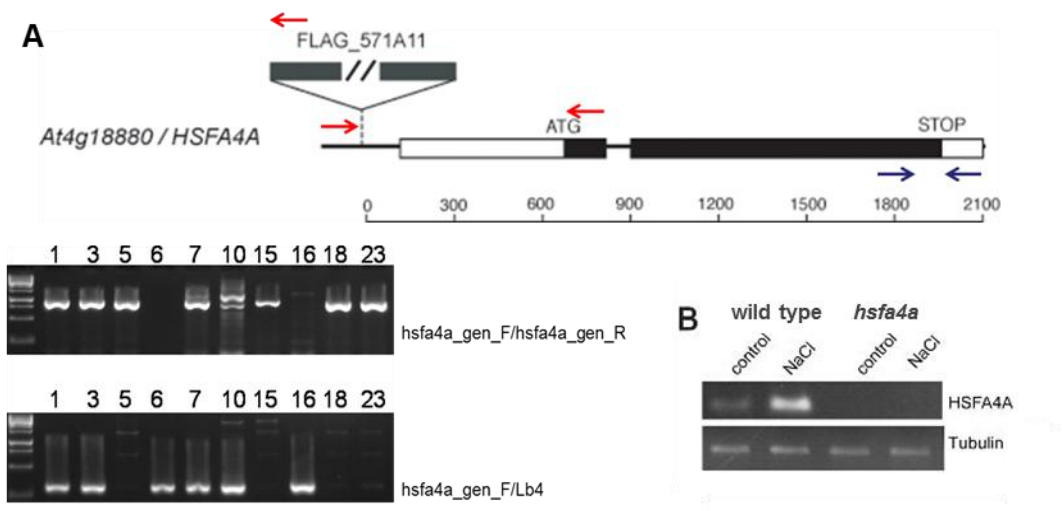 A
FLAG_571A11
At4g18880 / HSFA4A
ATG
STOP
0 300 600 900 1200 1500 1800 2100
1 3 5 6 7 10 15 16 18 23
hsfa4a_gen_F/hsfa4a_gen_R
1 3 5 6 7 10 15 16 18 23
hsfa4a_gen_F/Lb4
B
wild type hsfa4a
control NaCl control NaCl
HSFA4A
Tubulin